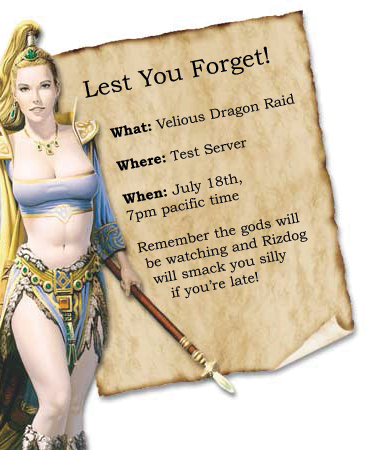 Lest You Forget!
What: Velious Dragon Raid
Where: Test Server
When: July 18th,
7pm pacific time
Remember the gods will
be watching and Rizdog
will smack you silly
if you're late!